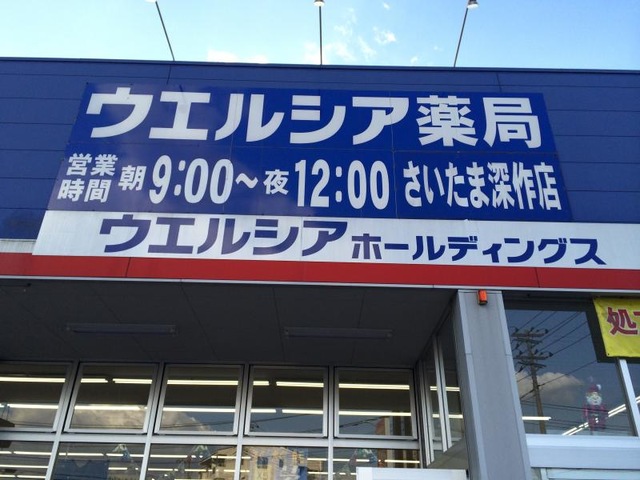 ウエルシア薬局
営業時間 朝9:00~夜12:00 さいたま深作店
ウエルシアホールディングス
処